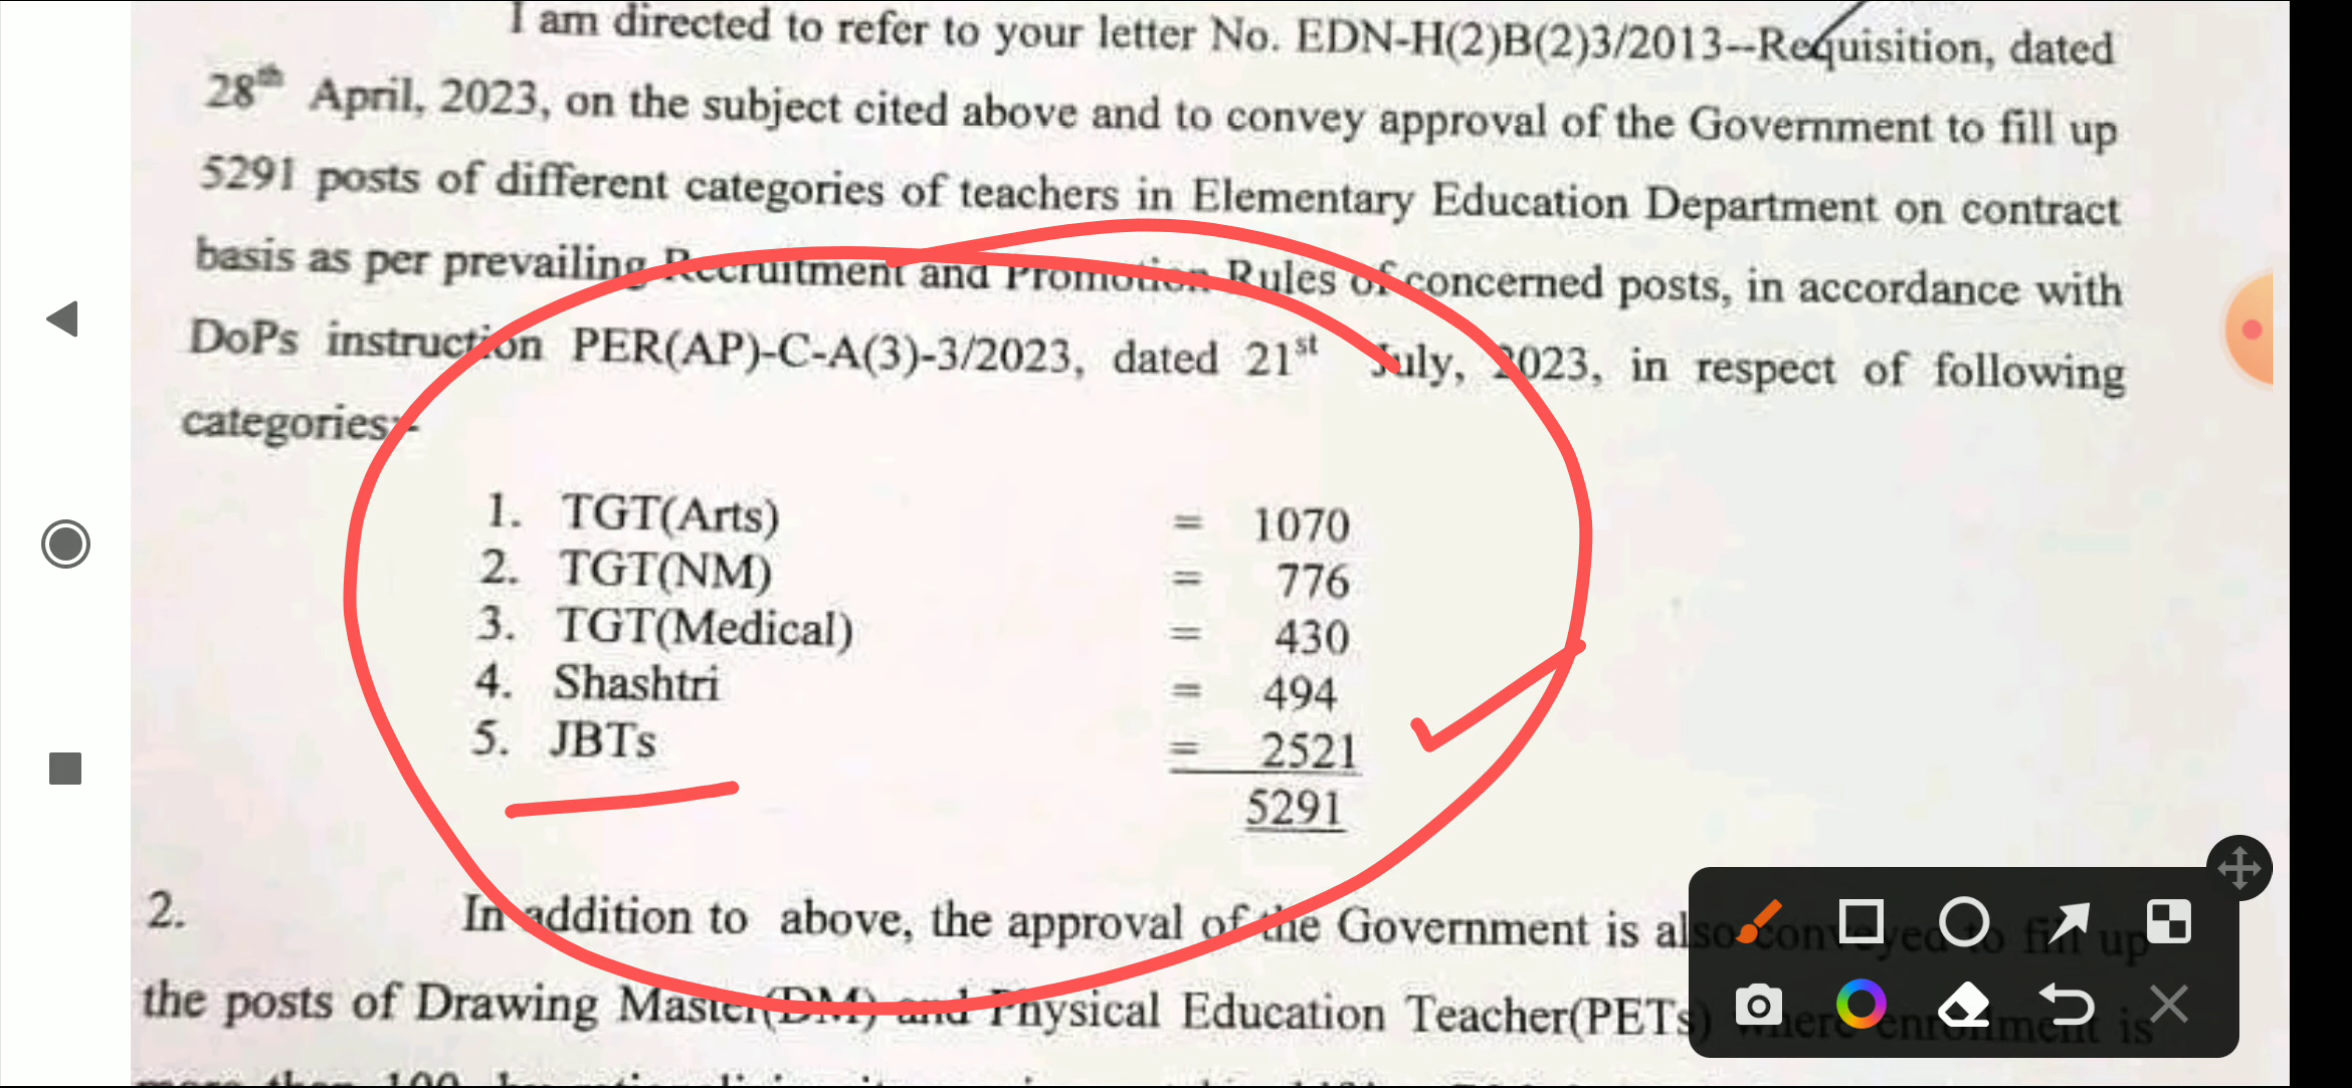 I am directed to refer to your letter No. EDN-H(2)B(2)3/2013--Requisition, dated
28th April, 2023, on the subject cited above and to convey approval of the Government to fill up
5291 posts of different categories of teachers in Elementary Education Department on contract
basis as per prevailing Recruitment and Promotion Rules of concerned posts, in accordance with
DoPs instruction PER(AP)-C-A(3)-3/2023, dated 21st July, 2023, in respect of following
categories:-
1. TGT(Arts) = 1070
2. TGT(NM) = 776
3. TGT(Medical) = 430
4. Shashtri = 494
5. JBTs = 2521
5291
2. In addition to above, the approval of the Government is also conveyed to fill up
the posts of Drawing Master(DM) and Physical Education Teacher(PETs) where enrolment is
more than 100, by